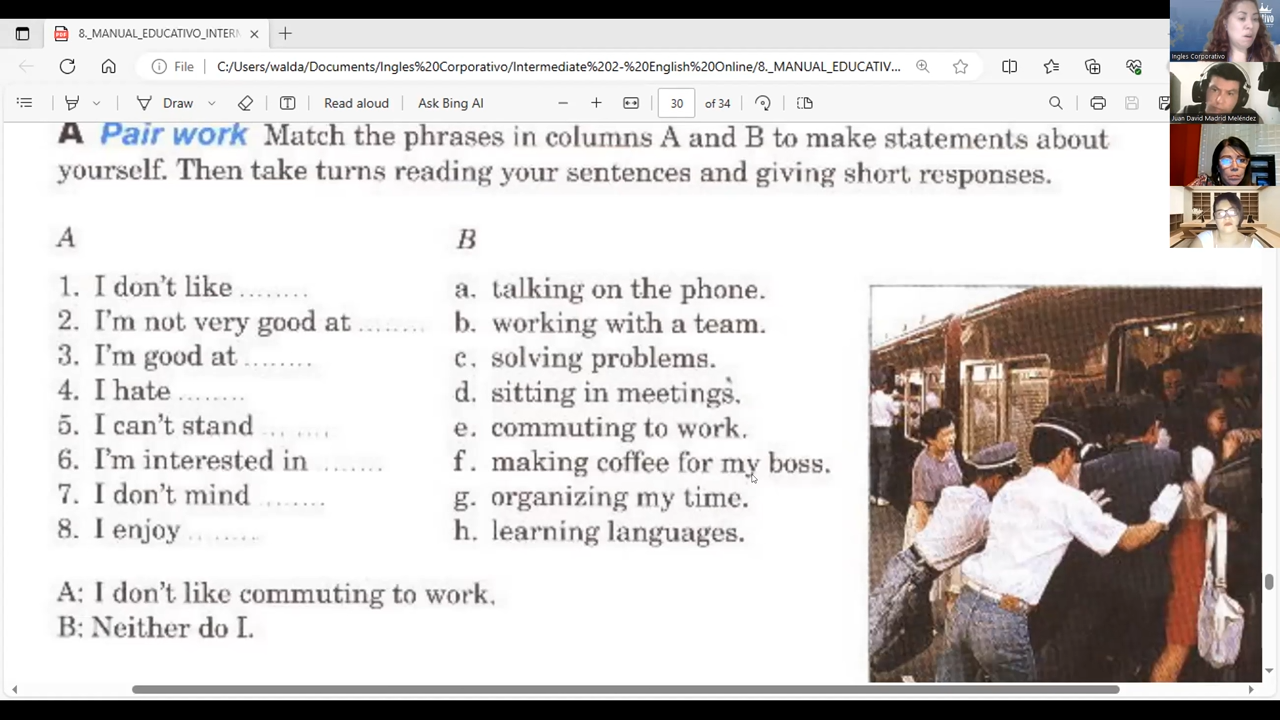 8._MANUAL_EDUCATIVO_INTERN
File
C:/Users/walda/Documents/Ingles%20Corpo
rmediate%202-%20English%20Online/8._MANUAL_EDUCATIV...
Draw
Read aloud
Ask Bing AI
30
of 34
Ingles Corporativo
Juan David Madrid Meléndez
A Pair work Match the phrases in columns A and B to make statements about
yourself. Then take turns reading your sentences and giving short responses.
A
B
1. I don't like ........
a. talking on the phone.
2. I'm not very good at ........
b. working with a team.
3. I'm good at ........
c. solving problems.
4. I hate ........
d. sitting in meetings.
5. I can't stand ... ....
e. commuting to work.
6. I'm interested in ........
f. making coffee for my boss.
7. I don't mind ........
g. organizing my time.
8. I enjoy ........
h. learning languages.
A: I don't like commuting to work.
B: Neither do I.